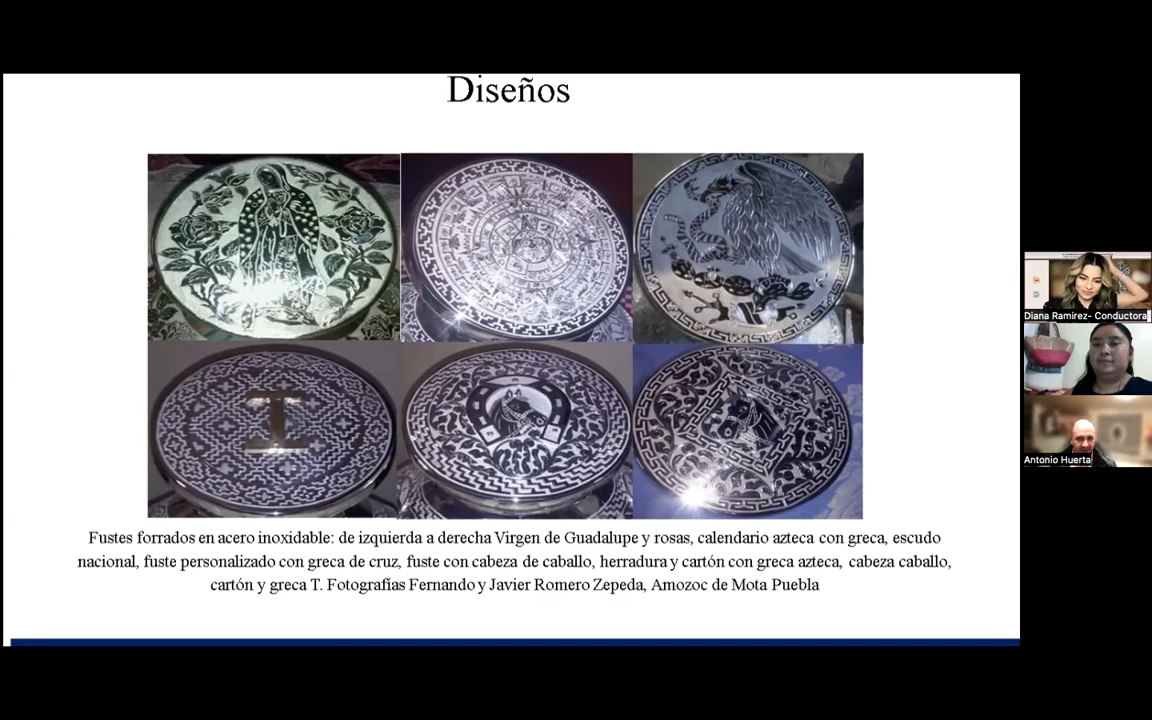 Diseños
I
Fustes forrados en acero inoxidable: de izquierda a derecha Virgen de Guadalupe y rosas, calendario azteca con greca, escudo
nacional, fuste personalizado con greca de cruz, fuste con cabeza de caballo, herradura y cartón con greca azteca, cabeza caballo,
cartón y greca T. Fotografías Fernando y Javier Romero Zepeda, Amozoc de Mota Puebla
Diana Ramirez- Conductora
Antonio Huerta